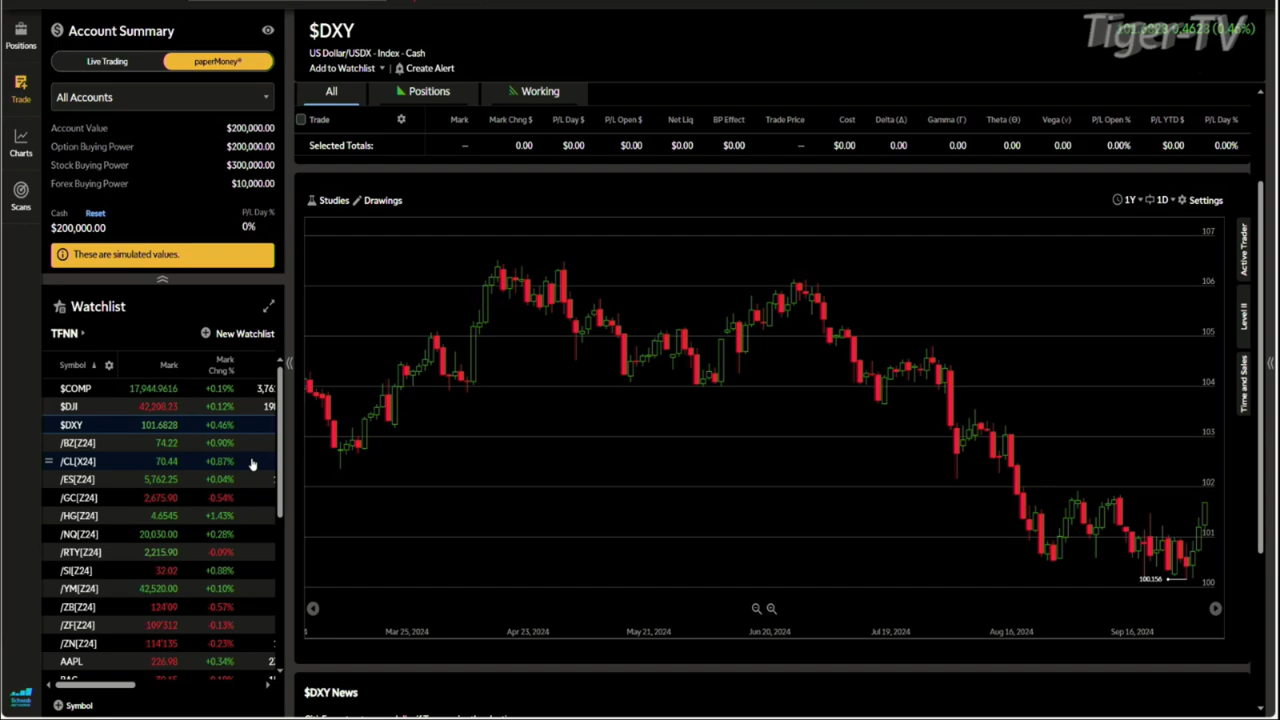 Positions
Trade
Charts
Scans
Schwab
Account Summary
Live Trading
paperMoney®
All Accounts
Account Value $200,000.00
Option Buying Power $200,000.00
Stock Buying Power $300,000.00
Forex Buying Power $10,000.00
Cash Reset P/L Day %
$200,000.00 0%
These are simulated values.
Watchlist
TFNN
New Watchlist
Symbol Mark Mark Chng %
$COMP 17,944.9616 +0.19% 3,76
$DJI 42,208.23 +0.12% 19
$DXY 101.6828 +0.46%
/BZ[Z24] 74.22 +0.90%
/CL[X24] 70.44 +0.87%
/ES[Z24] 5,762.25 +0.04%
/GC[Z24] 2,675.90 -0.54%
/HG[Z24] 4.6545 +1.43%
/NQ[Z24] 20,030.00 +0.28%
/RTY[Z24] 2,215.90 -0.09%
/SI[Z24] 32.02 +0.88%
/YM[Z24] 42,520.00 +0.10%
/ZB[Z24] 124'09 -0.57%
/ZF[Z24] 109'312 -0.13%
/ZN[Z24] 114'135 -0.23%
AAPL 226.98 +0.34%
Symbol
$DXY
US Dollar/USDX - Index - Cash
Add to Watchlist Create Alert
Tiger-TV
0.4623 (0.46%)
All Positions Working
Trade Mark Mark Chng $ P/L Day $ P/L Open $ Net Liq BP Effect Trade Price Cost Delta (Δ) Gamma (Γ) Theta (Θ) Vega (ν) P/L Open % P/L YTD $ P/L Day %
Selected Totals: -- 0.00 $0.00 $0.00 $0.00 $0.00 -- $0.00 0.00 0.00 0.00 0.00 0.00% $0.00 0.00%
Studies Drawings
1Y 1D Settings
107
106
105
104
103
102
101
100
100.156
Mar 25, 2024 Apr 23, 2024 May 21, 2024 Jun 20, 2024 Jul 19, 2024 Aug 16, 2024 Sep 16, 2024
Active Trader
Level II
Time and Sales
$DXY News